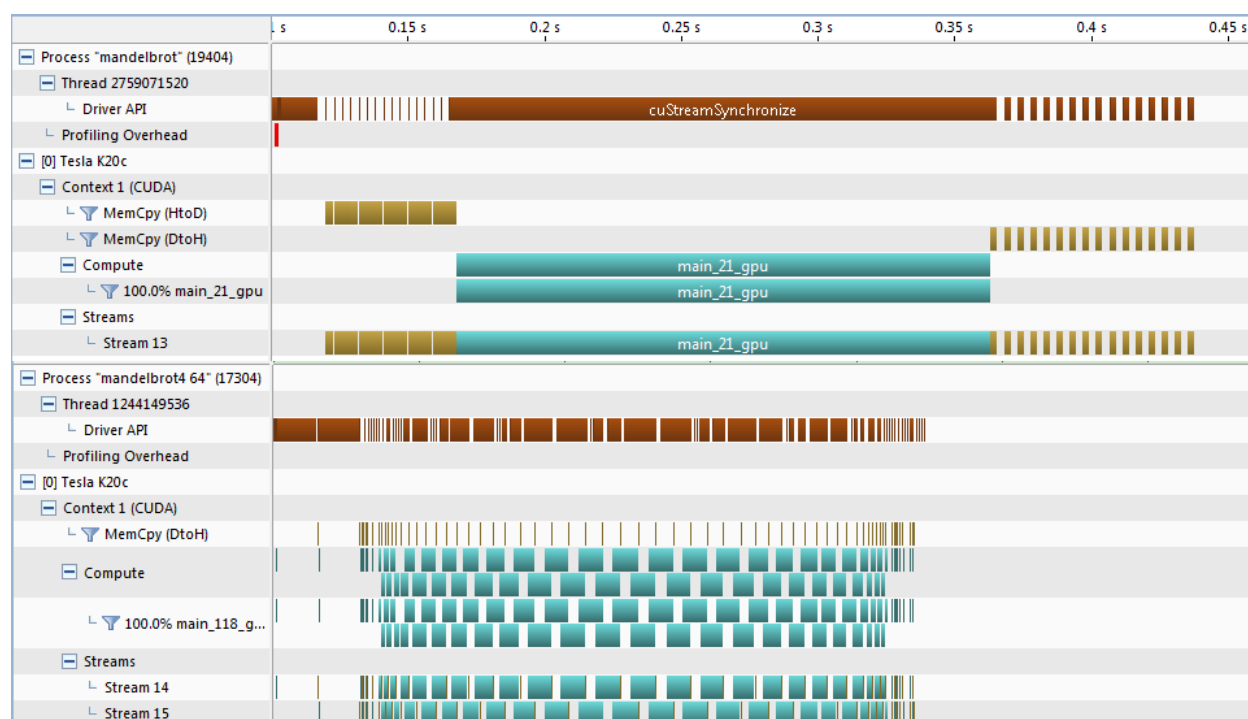 s 0.15 s 0.2 s 0.25 s 0.3 s 0.35 s 0.4 s 0.45 s
Process "mandelbrot" (19404)
Thread 2759071520
Driver API cuStreamSynchronize
Profiling Overhead
[0] Tesla K20c
Context 1 (CUDA)
MemCpy (HtoD)
MemCpy (DtoH)
Compute main_21_gpu
100.0% main_21_gpu main_21_gpu
Streams
Stream 13 main_21_gpu
Process "mandelbrot4 64" (17304)
Thread 1244149536
Driver API
Profiling Overhead
[0] Tesla K20c
Context 1 (CUDA)
MemCpy (DtoH)
Compute
100.0% main_118_g...
Streams
Stream 14
Stream 15